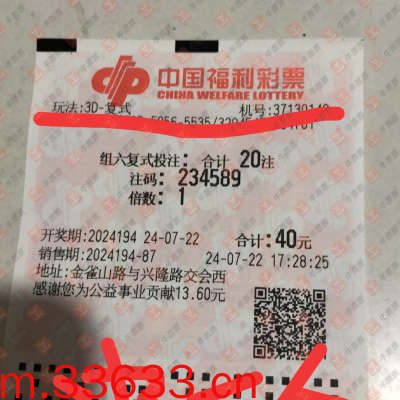 中国福利彩票
CHINA WELFARE LOTTERY
玩法:3D-复式 机号:37130149
组六复式投注: 合计 20注
注码: 234589
倍数: 1
开奖期:2024194 24-07-22 合计:40元
销售期:2024194-87 24-07-22 17:28:25
地址:金雀山路与兴隆路交会西
感谢您为公益事业贡献13.60元
m.33633.cn